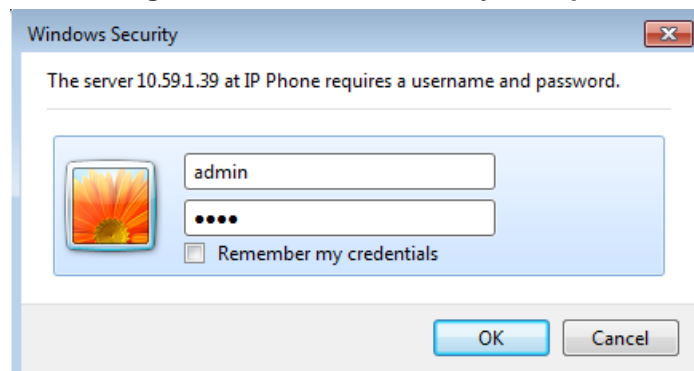 Windows Security
The server 10.59.1.39 at IP Phone requires a username and password.
admin
••••
Remember my credentials
OK
Cancel